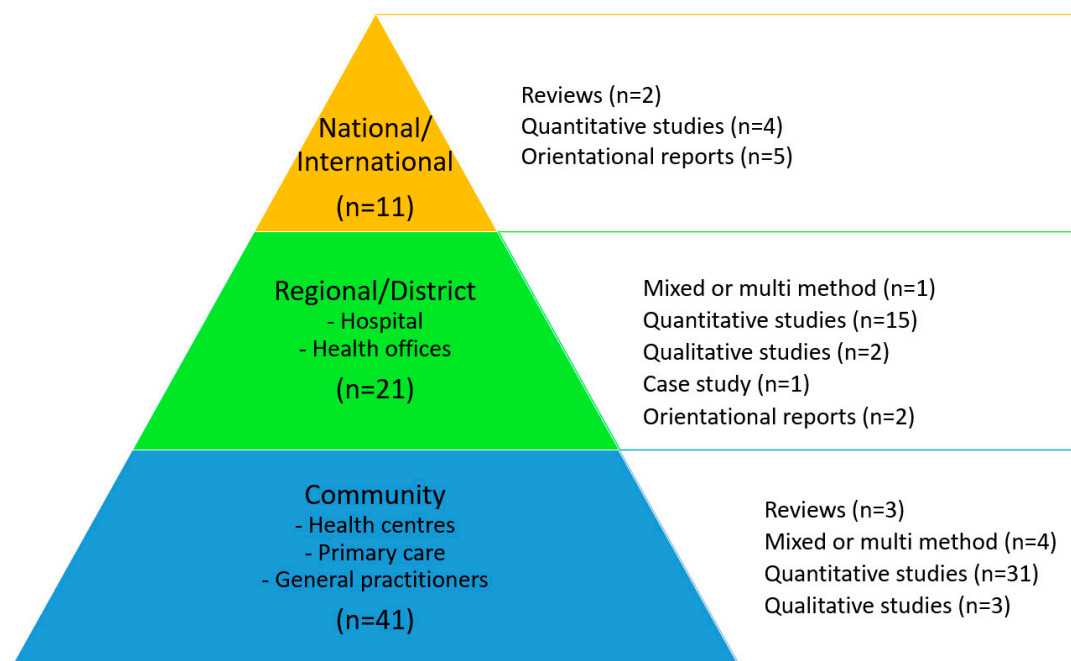 National/
International
(n=11)
Reviews (n=2)
Quantitative studies (n=4)
Orientational reports (n=5)
Regional/District
- Hospital
- Health offices
(n=21)
Mixed or multi method (n=1)
Quantitative studies (n=15)
Qualitative studies (n=2)
Case study (n=1)
Orientational reports (n=2)
Community
- Health centres
- Primary care
- General practitioners
(n=41)
Reviews (n=3)
Mixed or multi method (n=4)
Quantitative studies (n=31)
Qualitative studies (n=3)